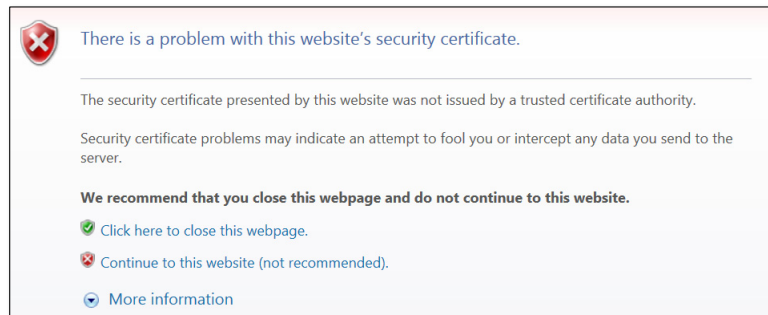 There is a problem with this website's security certificate.
The security certificate presented by this website was not issued by a trusted certificate authority.
Security certificate problems may indicate an attempt to fool you or intercept any data you send to the
server.
We recommend that you close this webpage and do not continue to this website.
Click here to close this webpage.
Continue to this website (not recommended).
More information